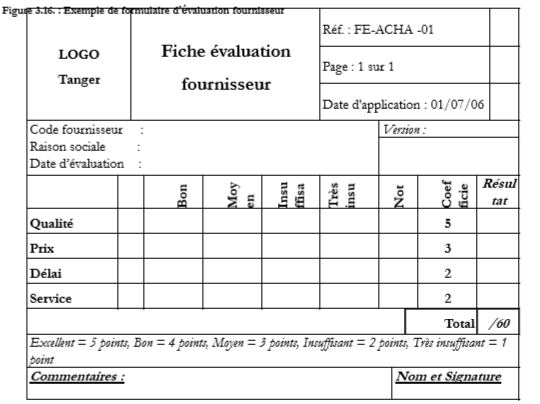 Figure 3.16. : Exemple de formulaire d'évaluation fournisseur
LOGO
Tanger
Fiche évaluation
fournisseur
Réf. : FE-ACHA -01
Page : 1 sur 1
Date d'application : 01/07/06
Code fournisseur :
Raison sociale :
Date d'évaluation :
Version :
Bon
Moy
en
Insu
ffisa
Très
insu
Not
Coef
ficie
Résul
tat
Qualité 5
Prix 3
Délai 2
Service 2
Total /60
Excellent = 5 points, Bon = 4 points, Moyen = 3 points, Insuffisant = 2 points, Très insuffisant = 1
point
Commentaires :
Nom et Signature